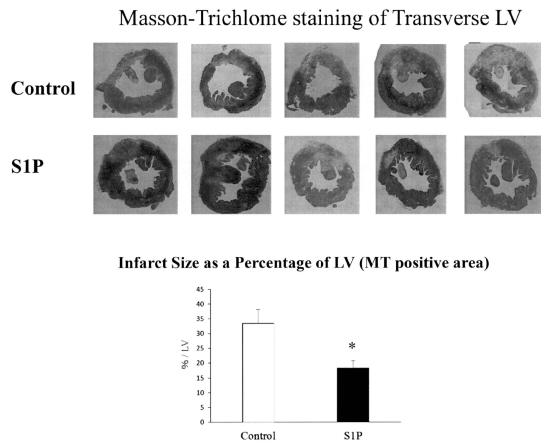 Masson-Trichlome staining of Transverse LV
Control
S1P
Infarct Size as a Percentage of LV (MT positive area)
% / LV
45
40
35
30
25
20
15
10
5
0
*
Control
S1P